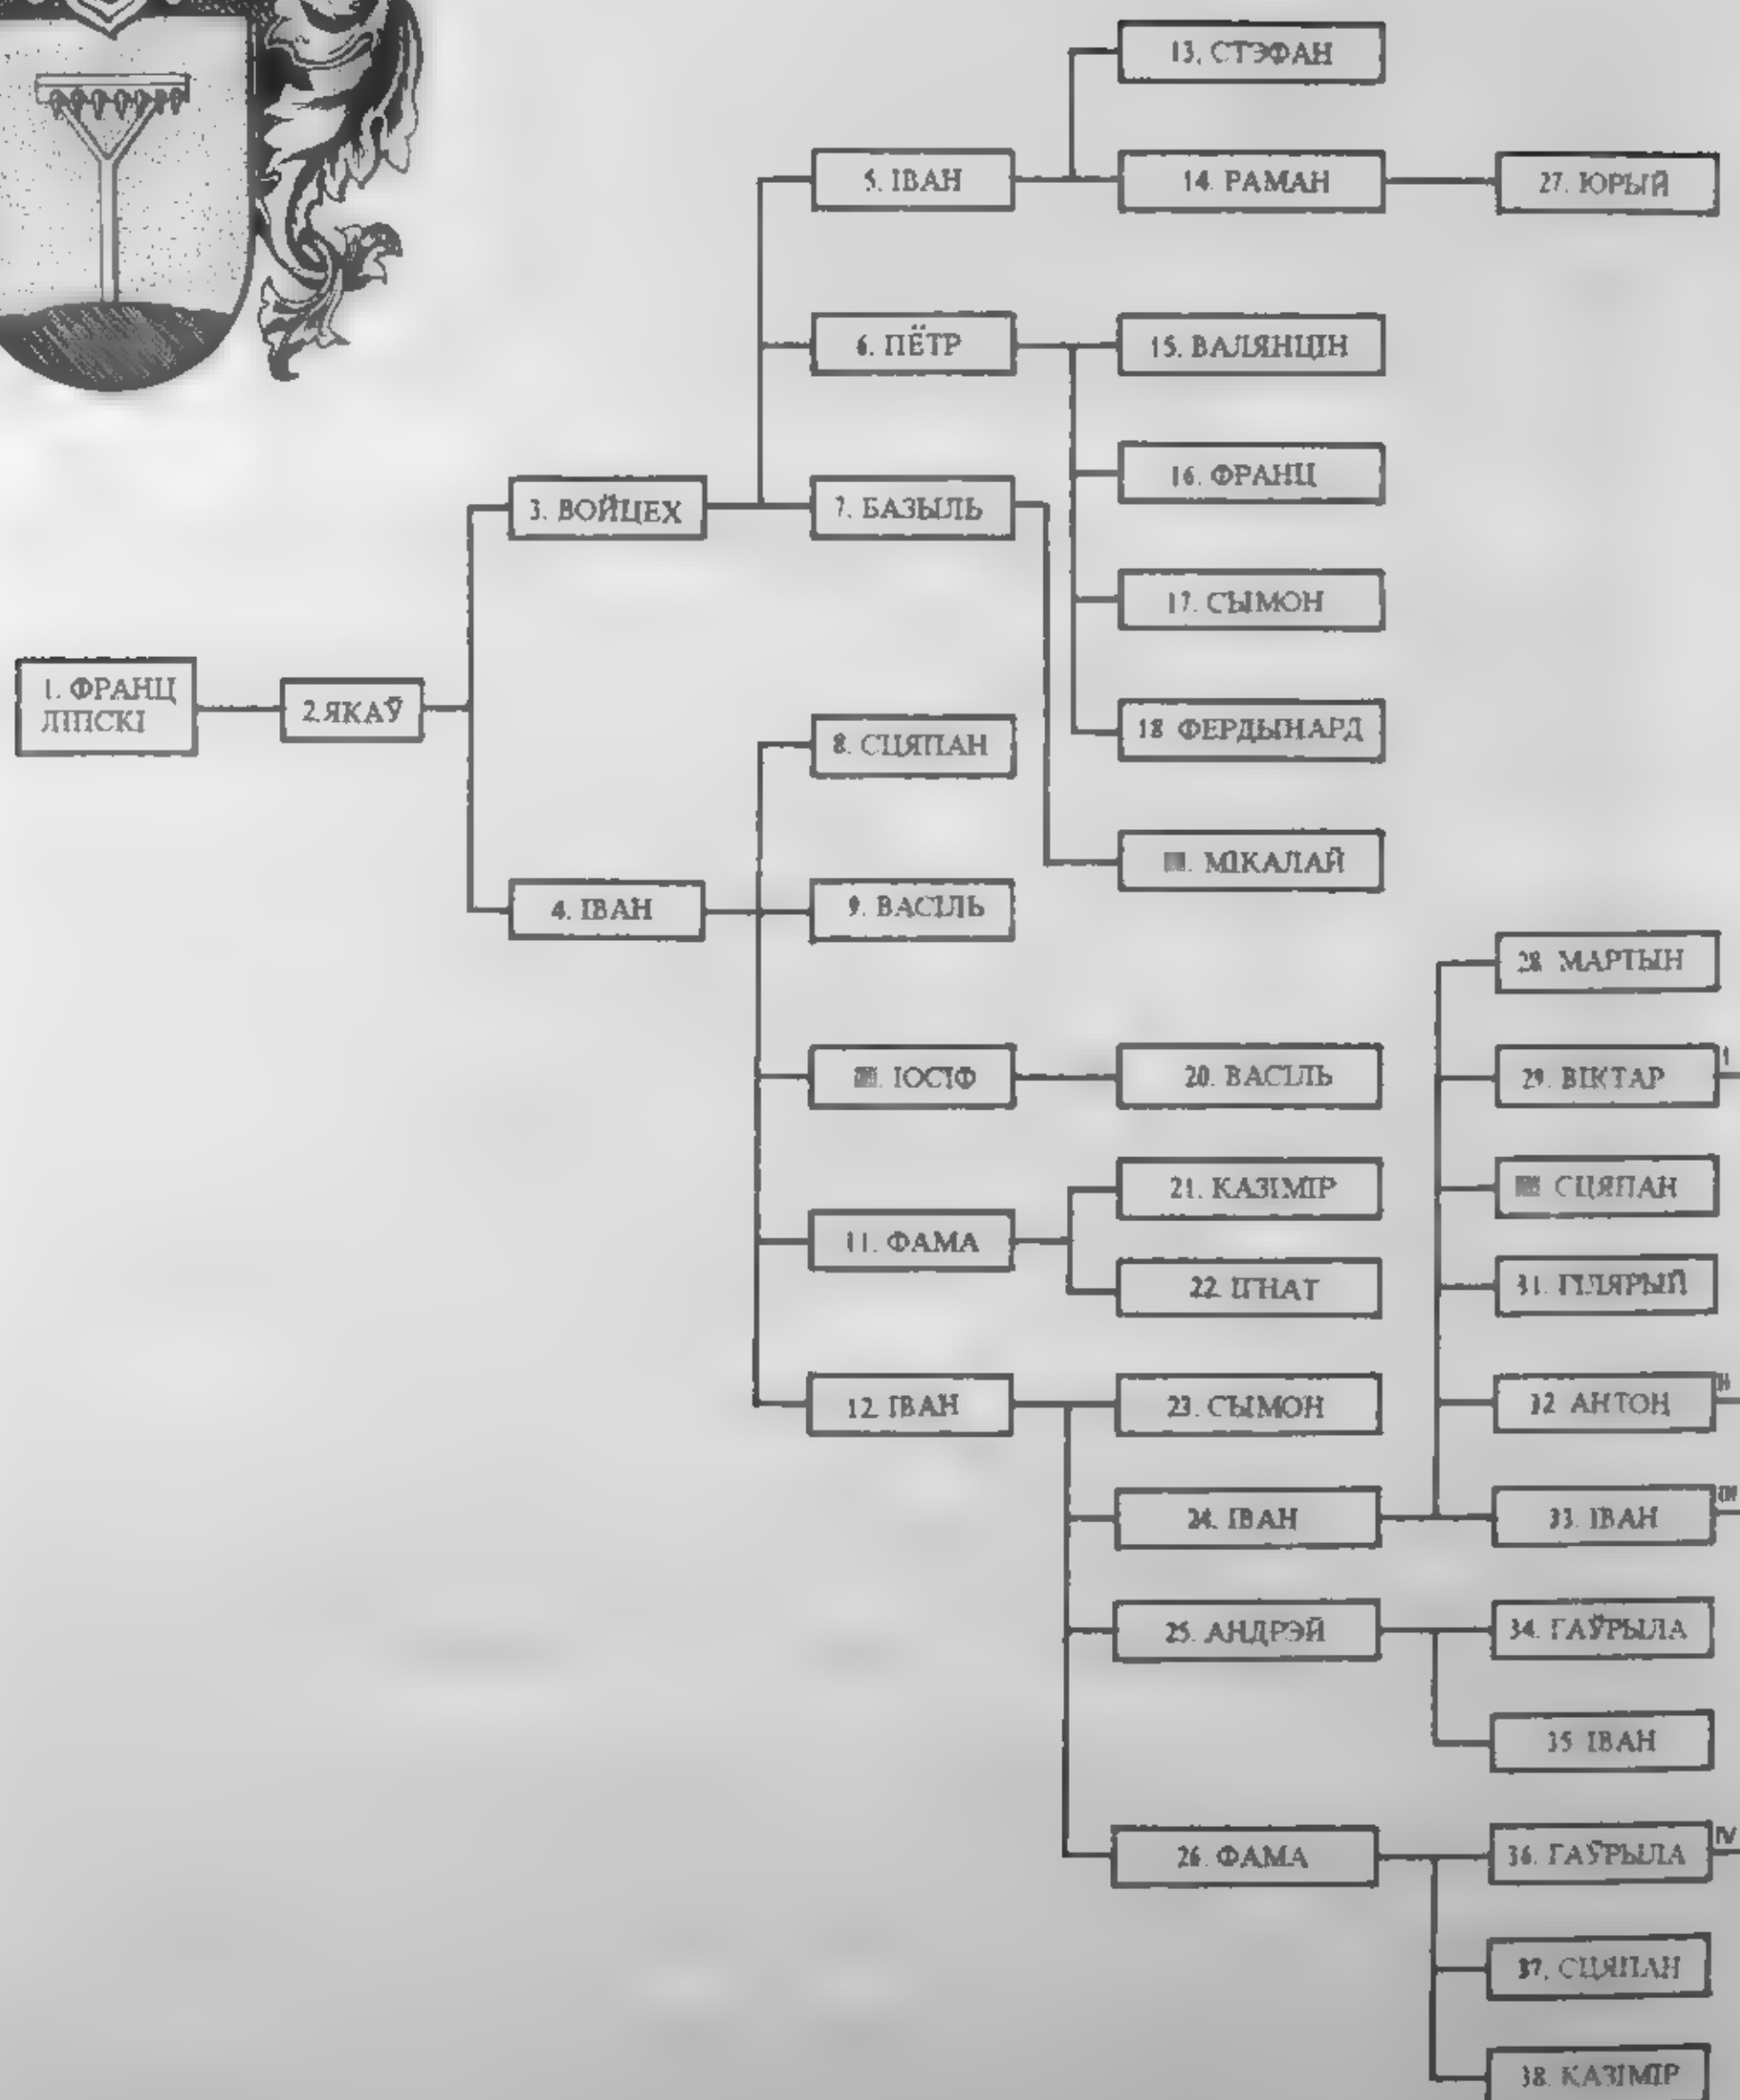 13. СТЭФАН
5. ІВАН
14. РАМАН
27. ЮРЫЙ
6. ПЁТР
15. ВАЛЯНЦІН
16. ФРАНЦ
3. ВОЙЦЕХ
7. БАЗЫЛЬ
17. СЫМОН
1. ФРАНЦ
ЛІПСКІ
2.ЯКАЎ
18 ФЕРДЫНАРД
8. СЦЯПАН
МІКАЛАЙ
4. ІВАН
9. ВАСІЛЬ
28 МАРТЫН
ІОСІФ
20. ВАСІЛЬ
29. ВІКТАР
I
21. КАЗІМІР
СЦЯПАН
11. ФАМА
22. ІГНАТ
31. ГІЛЯРЫЙ
12. ІВАН
23. СЫМОН
32 АНТОН
II
24. ІВАН
33. ІВАН
III
25. АНДРЭЙ
34. ГАЎРЫЛА
35 ІВАН
26. ФАМА
36. ГАЎРЫЛА
IV
37. СЦЯПАН
38. КАЗІМІР